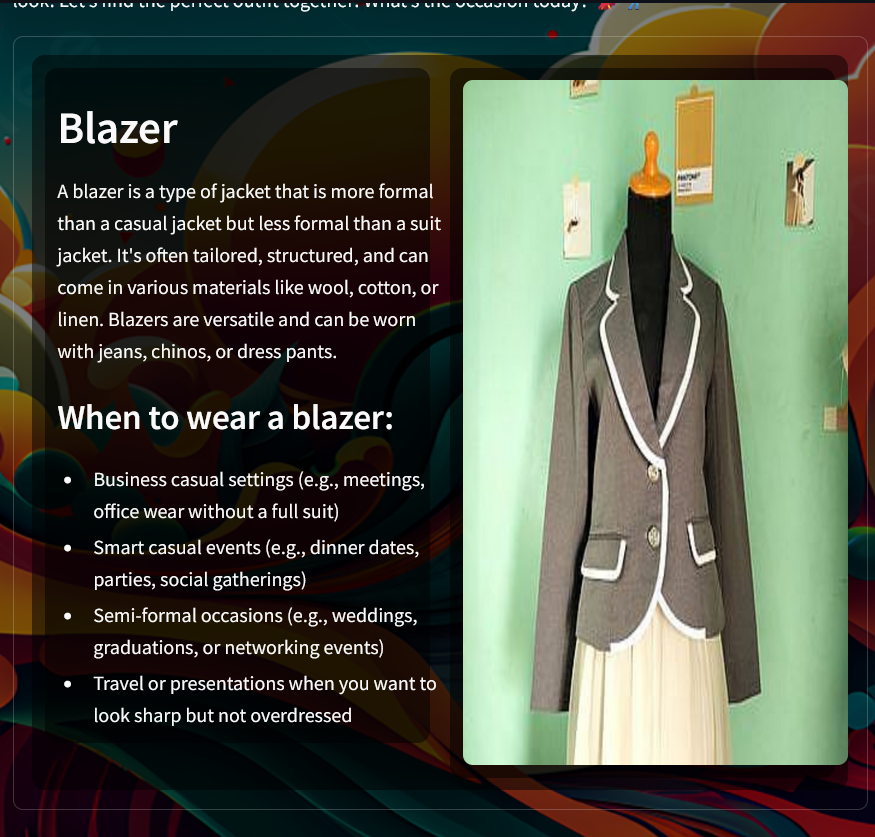 look. Let's find the perfect outfit together! What's the occasion today?
Blazer
A blazer is a type of jacket that is more formal
than a casual jacket but less formal than a suit
jacket. It's often tailored, structured, and can
come in various materials like wool, cotton, or
linen. Blazers are versatile and can be worn
with jeans, chinos, or dress pants.
When to wear a blazer:
• Business casual settings (e.g., meetings,
office wear without a full suit)
• Smart casual events (e.g., dinner dates,
parties, social gatherings)
• Semi-formal occasions (e.g., weddings,
graduations, or networking events)
• Travel or presentations when you want to
look sharp but not overdressed
PANTONE